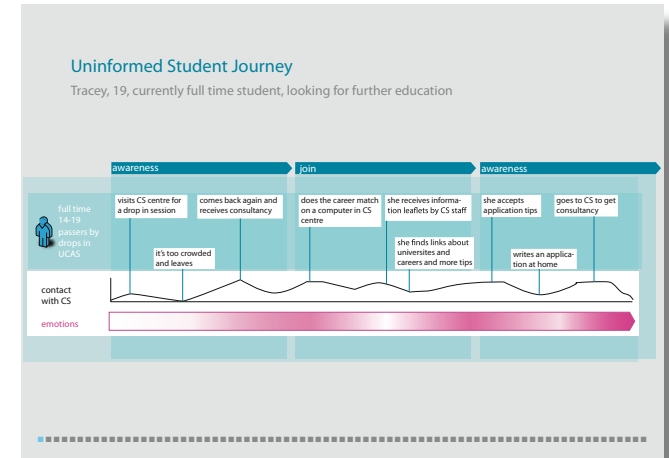 Uninformed Student Journey
Tracey, 19, currently full time student, looking for further education
awareness
join
awareness
full time
14-19
passers by
drops in
UCAS
visits CS centre for
a drop in session
it's too crowded
and leaves
comes back again and
receives consultancy
does the career match
on a computer in CS
centre
she receives informa-
tion leaflets by CS staff
she finds links about
universites and
careers and more tips
she accepts
application tips
writes an applica-
tion at home
goes to CS to get
consultancy
contact
with CS
emotions